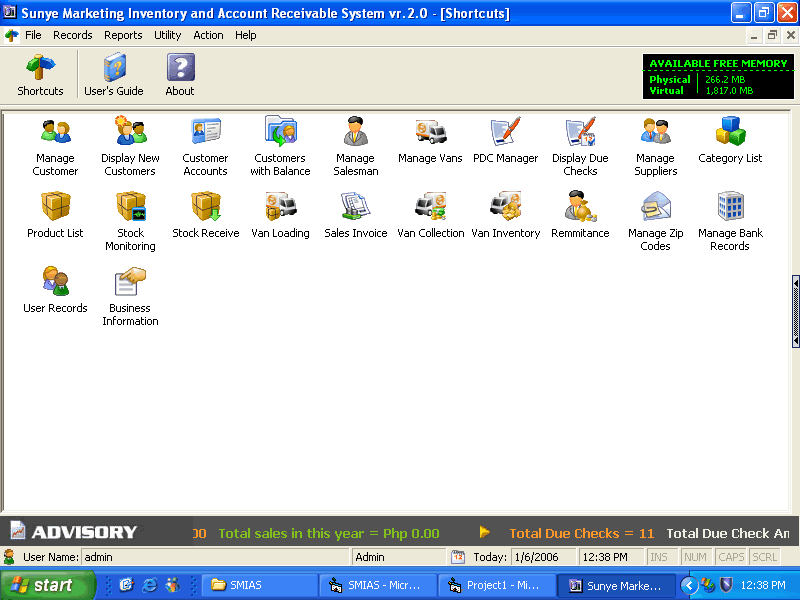 Sunye Marketing Inventory and Account Receivable System vr.2.0 - [Shortcuts]
File Records Reports Utility Action Help
Shortcuts User's Guide About
AVAILABLE FREE MEMORY
Physical 266.2 MB
Virtual 1,817.0 MB
Manage Customer
Display New Customers
Customer Accounts
Customers with Balance
Manage Salesman
Manage Vans
PDC Manager
Display Due Checks
Manage Suppliers
Category List
Product List
Stock Monitoring
Stock Receive
Van Loading
Sales Invoice
Van Collection
Van Inventory
Remmitance
Manage Zip Codes
Manage Bank Records
User Records
Business Information
ADVISORY 00 Total sales in this year = Php 0.00 Total Due Checks = 11 Total Due Check An
User Name: admin Admin 12 Today: 1/6/2006 12:38 PM INS NUM CAPS SCRL
start SMIAS SMIAS - Micr... Project1 - Mi... Sunye Marke... 12:38 PM